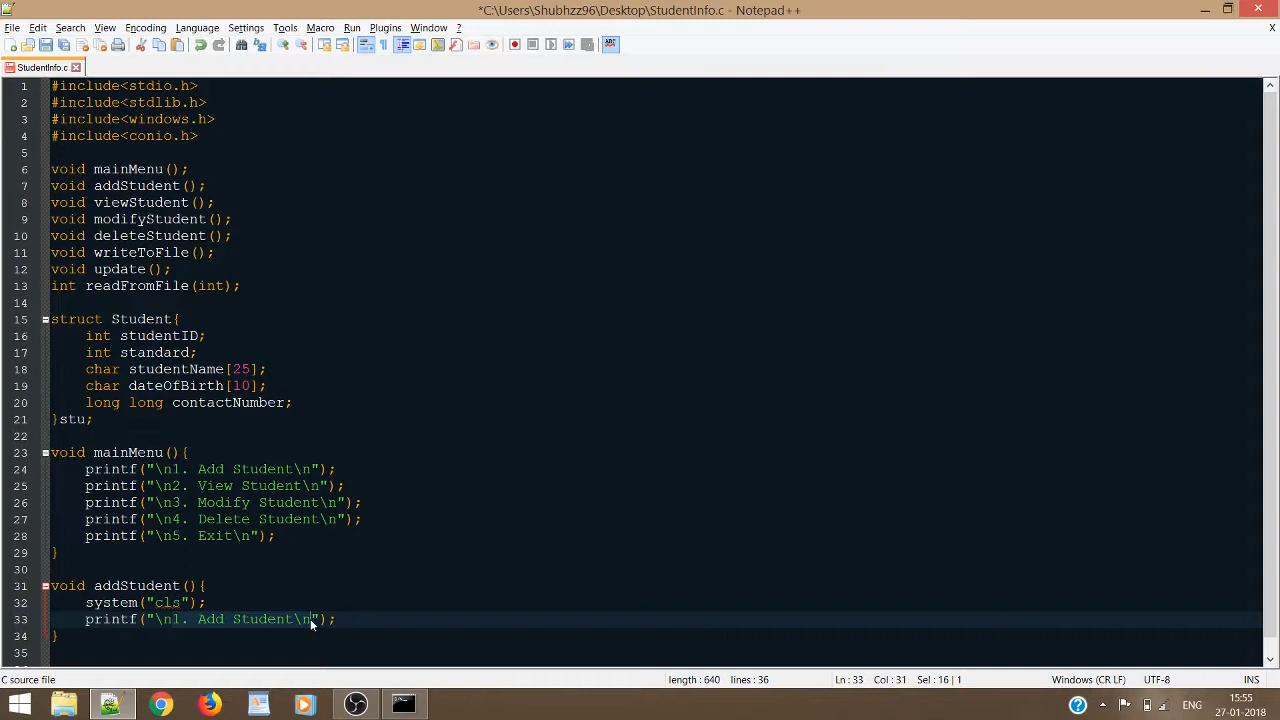 *C:\Users\Shubhzz96\Desktop\StudentInfo.c - Notepad++
File Edit Search View Encoding Language Settings Tools Macro Run Plugins Window ? X
StudentInfo.c
1 #include<stdio.h>
2 #include<stdlib.h>
3 #include<windows.h>
4 #include<conio.h>
5
6 void mainMenu();
7 void addStudent();
8 void viewStudent();
9 void modifyStudent();
10 void deleteStudent();
11 void writeToFile();
12 void update();
13 int readFromFile(int);
14
15 struct Student{
16 int studentID;
17 int standard;
18 char studentName[25];
19 char dateOfBirth[10];
20 long long contactNumber;
21 }stu;
22
23 void mainMenu(){
24 printf("\n1. Add Student\n");
25 printf("\n2. View Student\n");
26 printf("\n3. Modify Student\n");
27 printf("\n4. Delete Student\n");
28 printf("\n5. Exit\n");
29 }
30
31 void addStudent(){
32 system("cls");
33 printf("\n1. Add Student\n");
34 }
35
C source file length : 640 lines : 36 Ln : 33 Col : 31 Sel : 16 | 1 Windows (CR LF) UTF-8 INS
ENG 15:55
27-01-2018